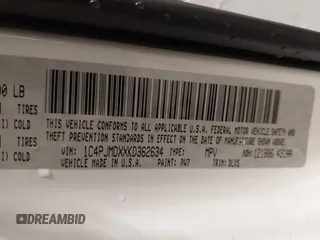 00 LB
TIRES
I) COLD
TIRES
I) COLD
THIS VEHICLE CONFORMS TO ALL APPLICABLE U.S.A. FEDERAL MOTOR VEHICLE SAFETY AND
THEFT PREVENTION STANDARDS IN EFFECT ON THE DATE OF MANUFACTURE SHOWN ABOVE.
VIN: 1C4PJMDXXKD362634 TYPE: MPV
VEHICLE MADE IN U.S.A. PAINT: PW7 TRIM:
DREAMBID